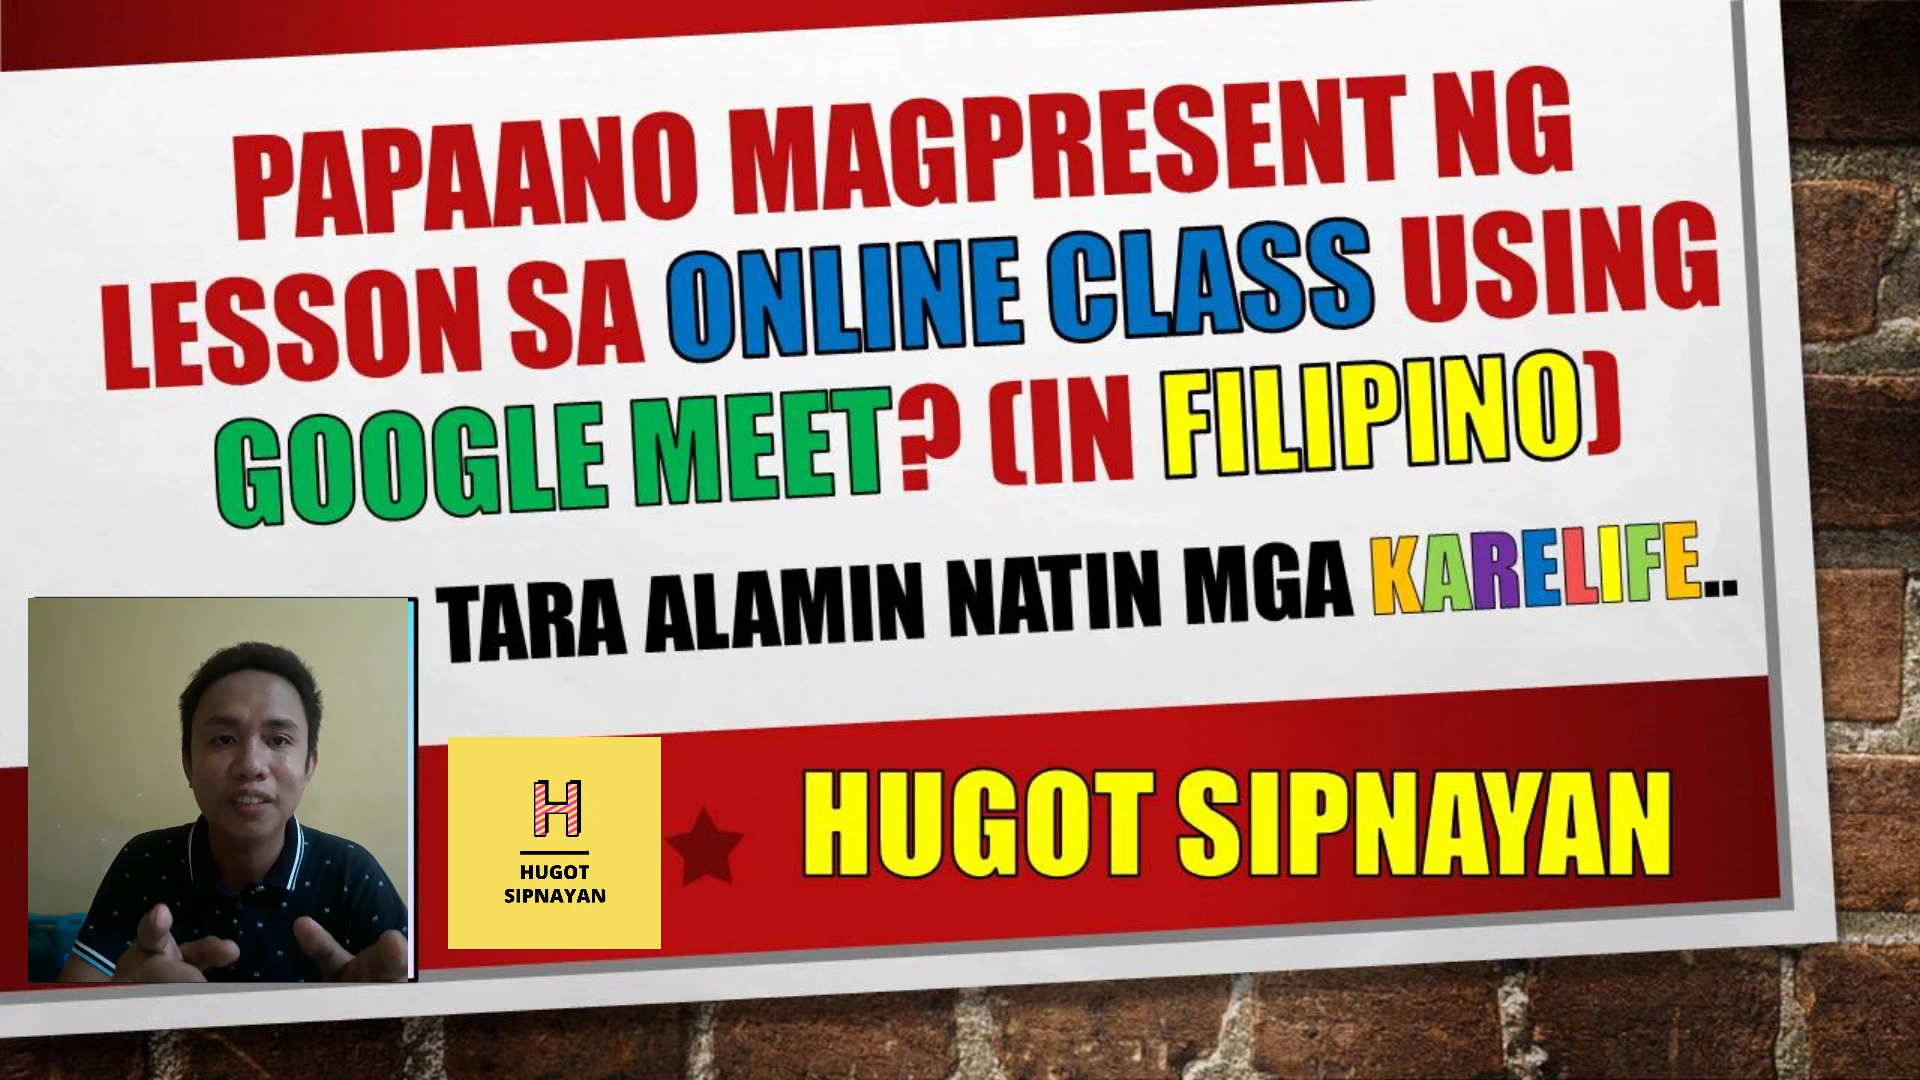 PAPAANO MAGPRESENT NG
LESSON SA ONLINE CLASS USING
GOOGLE MEET? (IN FILIPINO)
TARA ALAMIN NATIN MGA KARELIFE..
H
HUGOT
SIPNAYAN
HUGOT SIPNAYAN